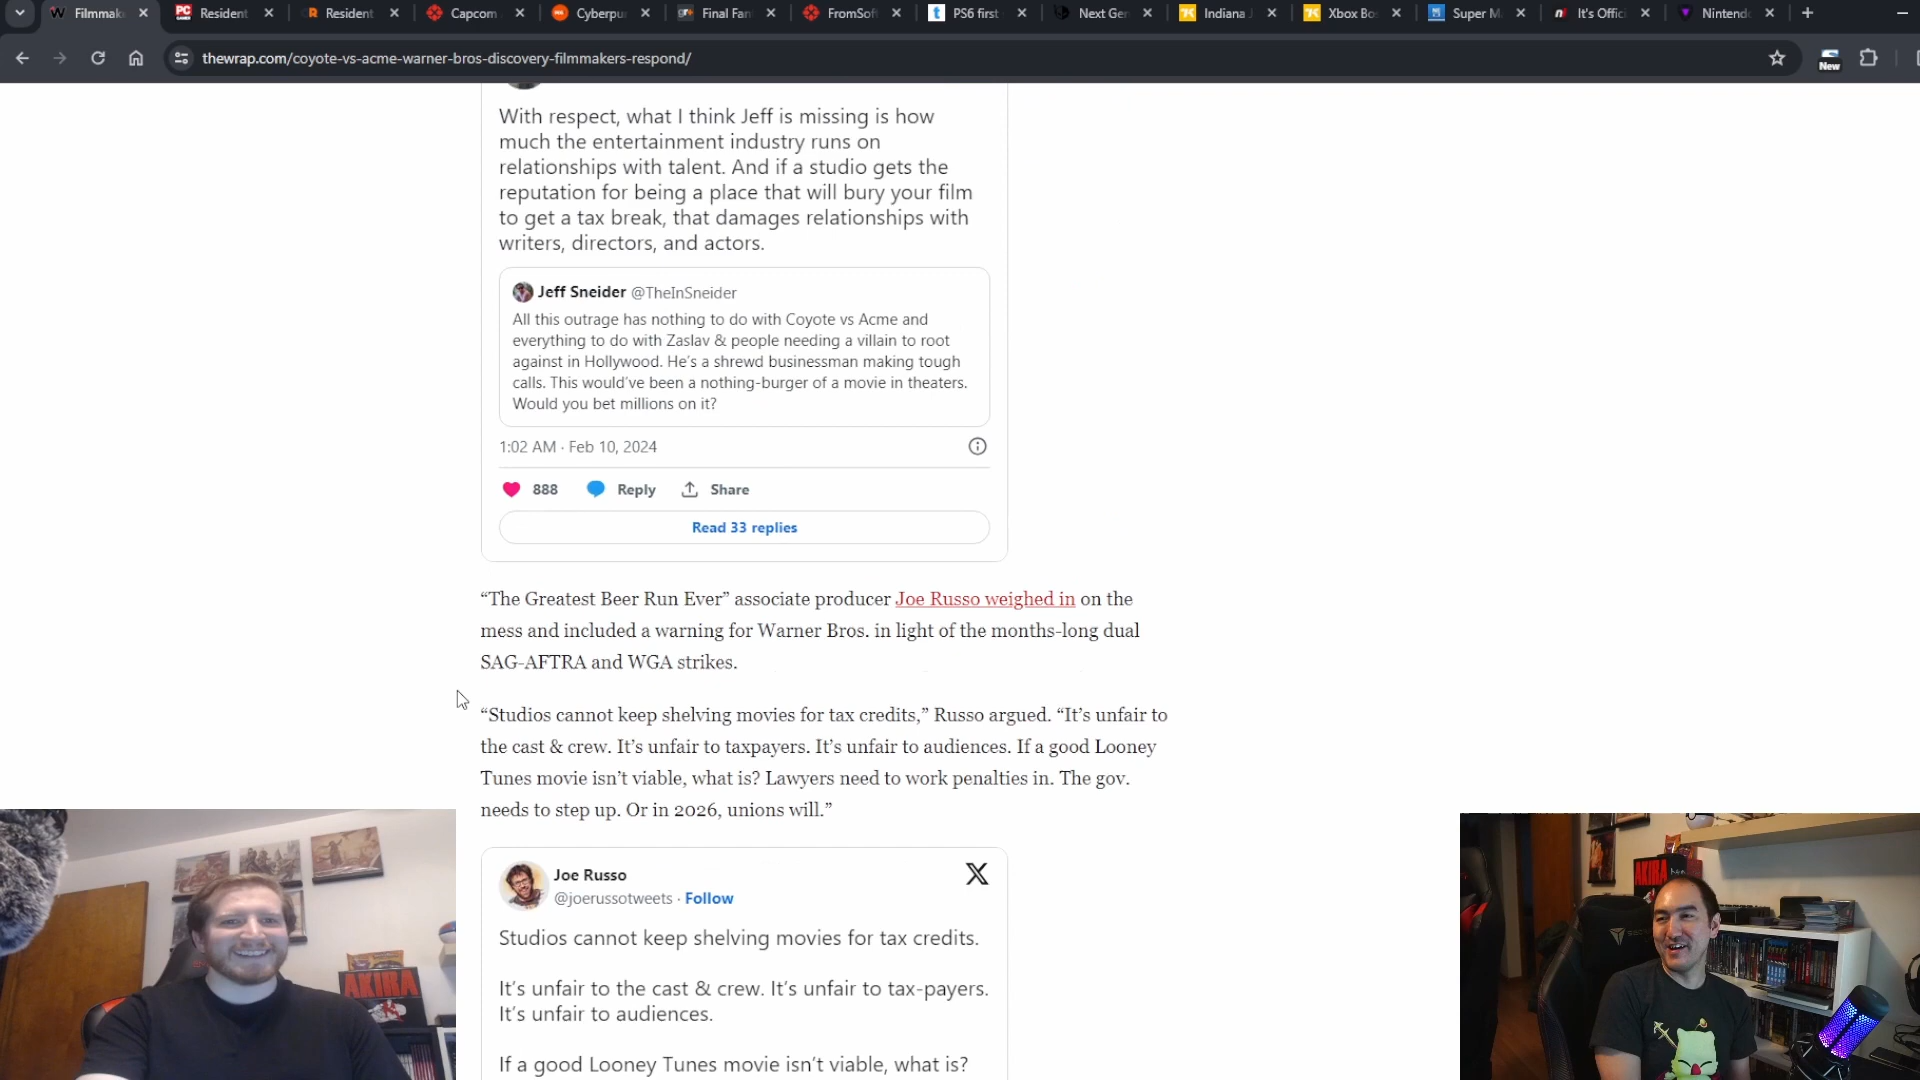 Filmmak
Resident
Resident
Capcom
Cyberpu
Final Fan
FromSoft
PS6 first
Next Gen
Indiana J
Xbox Bo
Super M
It's Offici
Nintendo
thewrap.com/coyote-vs-acme-warner-bros-discovery-filmmakers-respond/
New
With respect, what I think Jeff is missing is how
much the entertainment industry runs on
relationships with talent. And if a studio gets the
reputation for being a place that will bury your film
to get a tax break, that damages relationships with
writers, directors, and actors.
Jeff Sneider @TheInSneider
All this outrage has nothing to do with Coyote vs Acme and
everything to do with Zaslav & people needing a villain to root
against in Hollywood. He's a shrewd businessman making tough
calls. This would've been a nothing-burger of a movie in theaters.
Would you bet millions on it?
1:02 AM · Feb 10, 2024
888 Reply Share
Read 33 replies
“The Greatest Beer Run Ever” associate producer Joe Russo weighed in on the
mess and included a warning for Warner Bros. in light of the months-long dual
SAG-AFTRA and WGA strikes.
“Studios cannot keep shelving movies for tax credits,” Russo argued. “It’s unfair to
the cast & crew. It’s unfair to taxpayers. It’s unfair to audiences. If a good Looney
Tunes movie isn’t viable, what is? Lawyers need to work penalties in. The gov.
needs to step up. Or in 2026, unions will.”
Joe Russo
@joerussotweets · Follow
Studios cannot keep shelving movies for tax credits.
It’s unfair to the cast & crew. It’s unfair to tax-payers.
It’s unfair to audiences.
If a good Looney Tunes movie isn’t viable, what is?
AKIRA
AKIRA